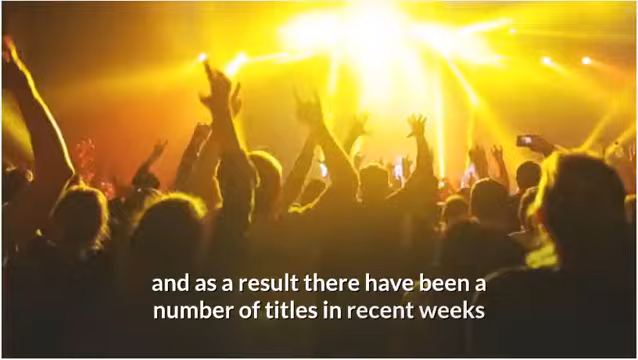 and as a result there have been a
number of titles in recent weeks